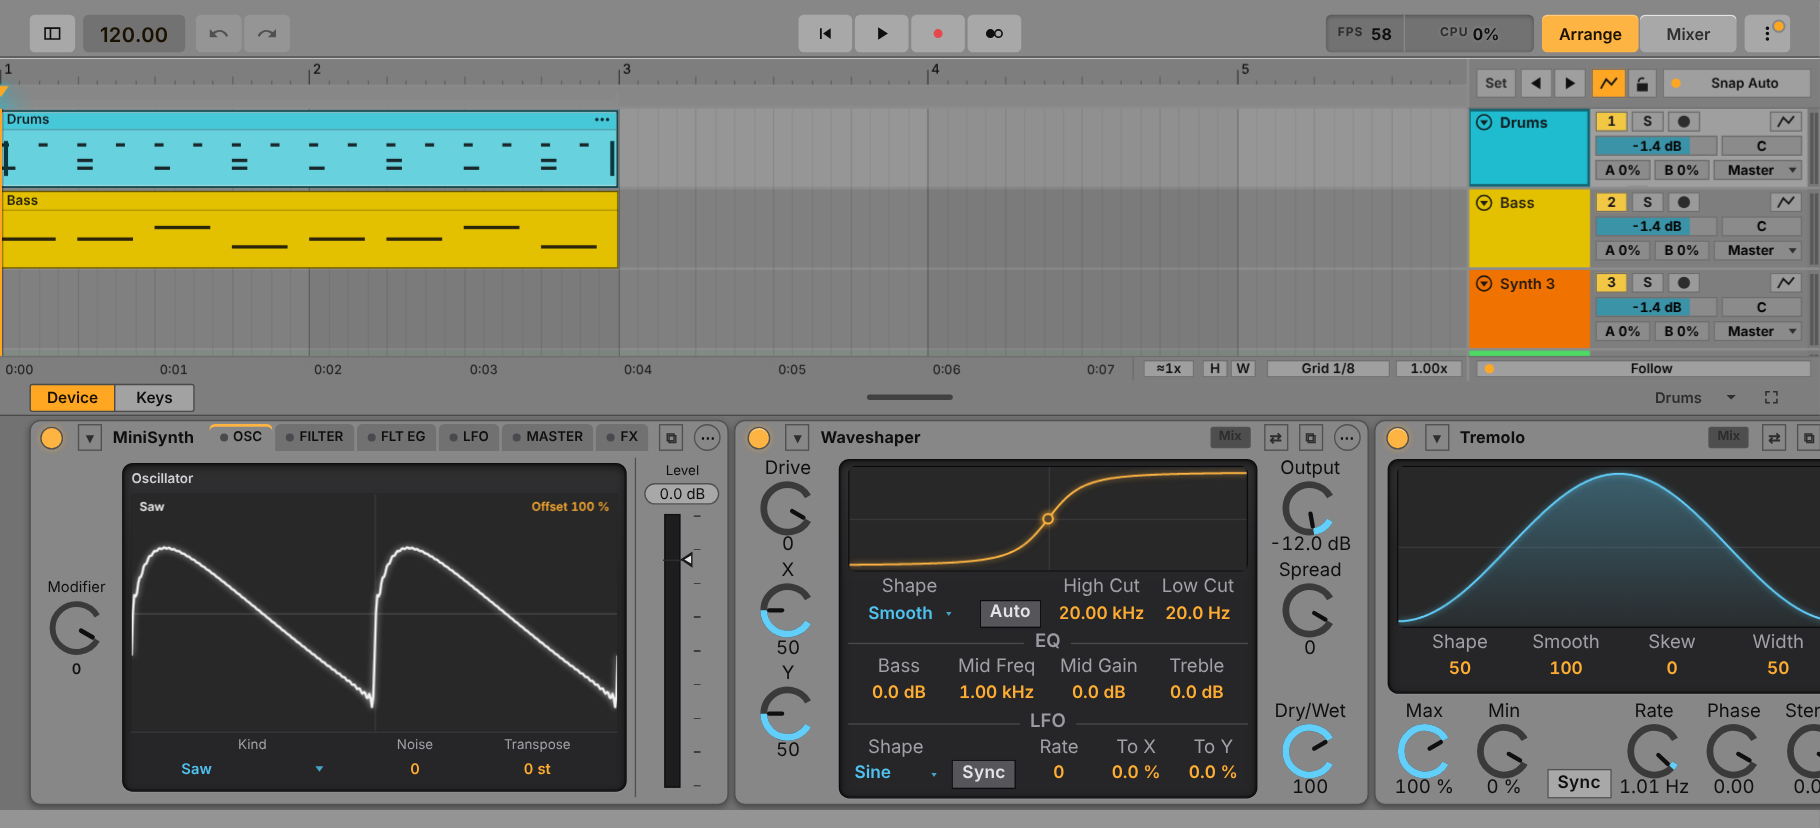 120.00
FPS 58
CPU 0%
Arrange
Mixer
1 2 3 4 5
Set
Snap Auto
Drums
Drums
1 S
-1.4 dB C
A 0% B 0% Master
Bass
Bass
2 S
-1.4 dB C
A 0% B 0% Master
Synth 3
3 S
-1.4 dB C
A 0% B 0% Master
0:00 0:01 0:02 0:03 0:04 0:05 0:06 0:07
≈1x H W Grid 1/8 1.00x
Follow
Device Keys
Drums
MiniSynth OSC FILTER FLT EG LFO MASTER FX
Oscillator
Saw Offset 100 %
Modifier
0
Kind Noise Transpose
Saw 0 0 st
Level
0.0 dB
Waveshaper Mix
Drive
0
X
50
Y
50
Shape High Cut Low Cut
Smooth Auto 20.00 kHz 20.0 Hz
EQ
Bass Mid Freq Mid Gain Treble
0.0 dB 1.00 kHz 0.0 dB 0.0 dB
LFO
Shape Rate To X To Y
Sine Sync 0 0.0 % 0.0 %
Output
-12.0 dB
Spread
0
Dry/Wet
100
Tremolo Mix
Shape Smooth Skew Width
50 100 0 50
Max Min Rate Phase
100 % 0 % Sync 1.01 Hz 0.00